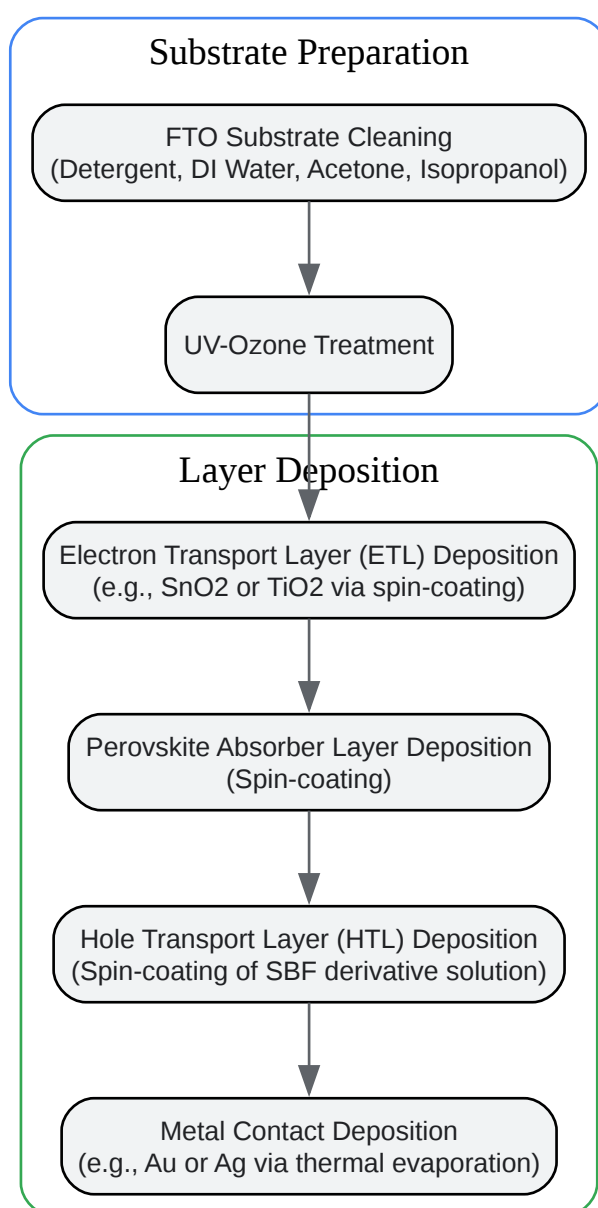 Substrate Preparation
FTO Substrate Cleaning
(Detergent, DI Water, Acetone, Isopropanol)
UV-Ozone Treatment
Layer Deposition
Electron Transport Layer (ETL) Deposition
(e.g., SnO2 or TiO2 via spin-coating)
Perovskite Absorber Layer Deposition
(Spin-coating)
Hole Transport Layer (HTL) Deposition
(Spin-coating of SBF derivative solution)
Metal Contact Deposition
(e.g., Au or Ag via thermal evaporation)